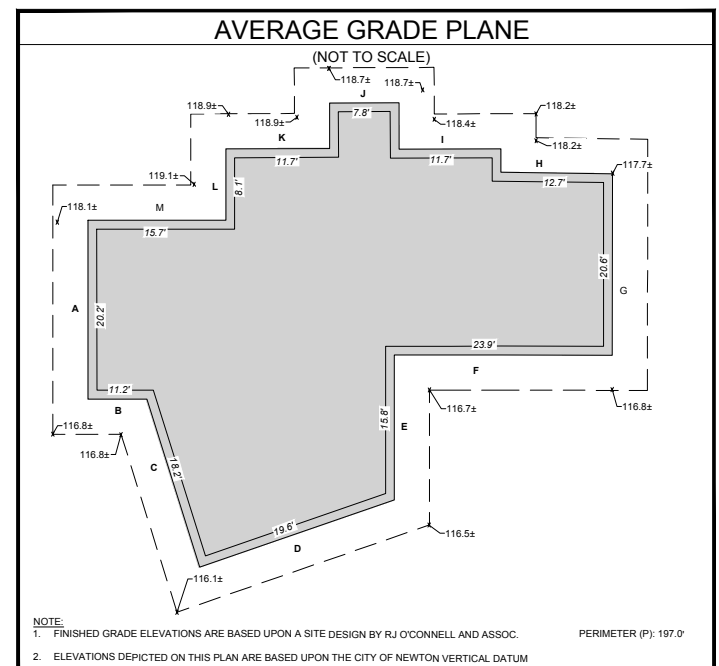 AVERAGE GRADE PLANE
(NOT TO SCALE)
118.7±
118.7±
J
7.8'
118.9±
118.9±
118.4±
118.2±
118.2±
K
I
11.7'
11.7'
H
117.7±
12.7'
119.1±
L
8.1'
118.1±
M
15.7'
A
20.2'
20.6'
G
23.9'
F
11.2'
B
116.8±
116.8±
116.7±
116.8±
15.8'
E
C
18.2'
19.6'
D
116.5±
116.1±
NOTE:
1. FINISHED GRADE ELEVATIONS ARE BASED UPON A SITE DESIGN BY RJ O'CONNELL AND ASSOC.
PERIMETER (P): 197.0'
2. ELEVATIONS DEPICTED ON THIS PLAN ARE BASED UPON THE CITY OF NEWTON VERTICAL DATUM